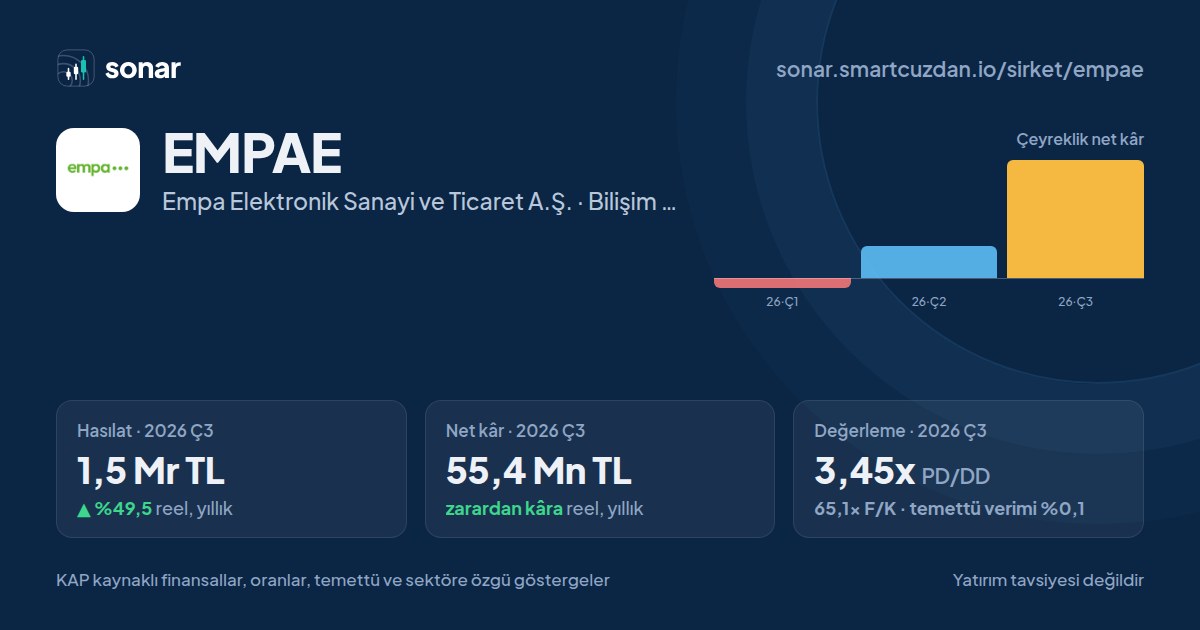 sonar
sonar.smartcuzdan.io/sirket/empae
empa
EMPAE
Empa Elektronik Sanayi ve Ticaret A.Ş. · Bilişim ...
Çeyreklik net kâr
26·Ç1
26·Ç2
26·Ç3
Hasılat · 2026 Ç3
1,5 Mr TL
▲ %49,5 reel, yıllık
Net kâr · 2026 Ç3
55,4 Mn TL
zarardan kâra reel, yıllık
Değerleme · 2026 Ç3
3,45x PD/DD
65,1× F/K · temettü verimi %0,1
KAP kaynaklı finansallar, oranlar, temettü ve sektöre özgü göstergeler
Yatırım tavsiyesi değildir